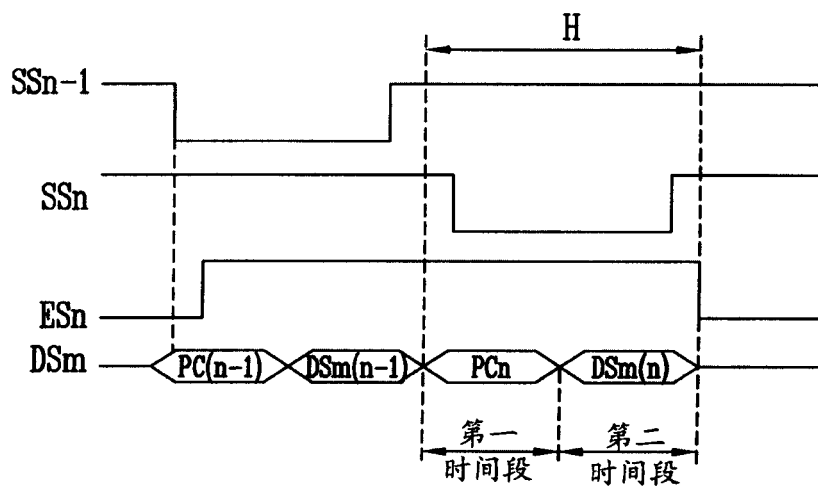 H
SSn-1
SSn
ESn
DSm
PC(n-1)
DSm(n-1)
PCn
DSm(n)
第一
时间段
第二
时间段